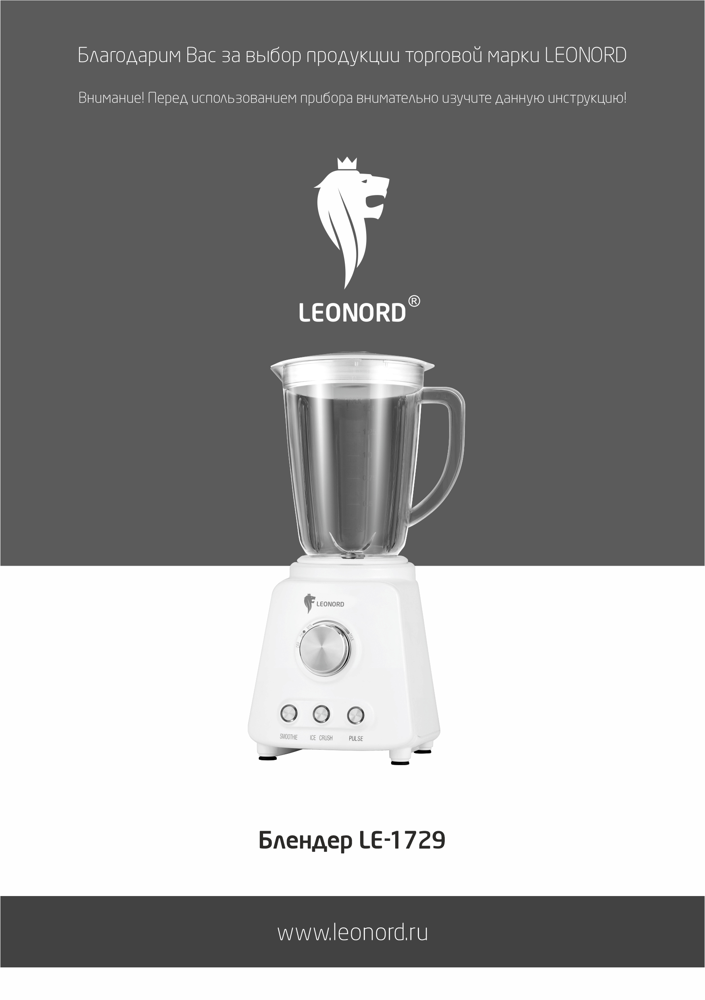 Благодарим Вас за выбор продукции торговой марки LEONORD
Внимание! Перед использованием прибора внимательно изучите данную инструкцию!
LEONORD®
LEONORD
OFF ON MIN MAX
SMOOTHIE ICE CRUSH PULSE
Блендер LE-1729
www.leonord.ru